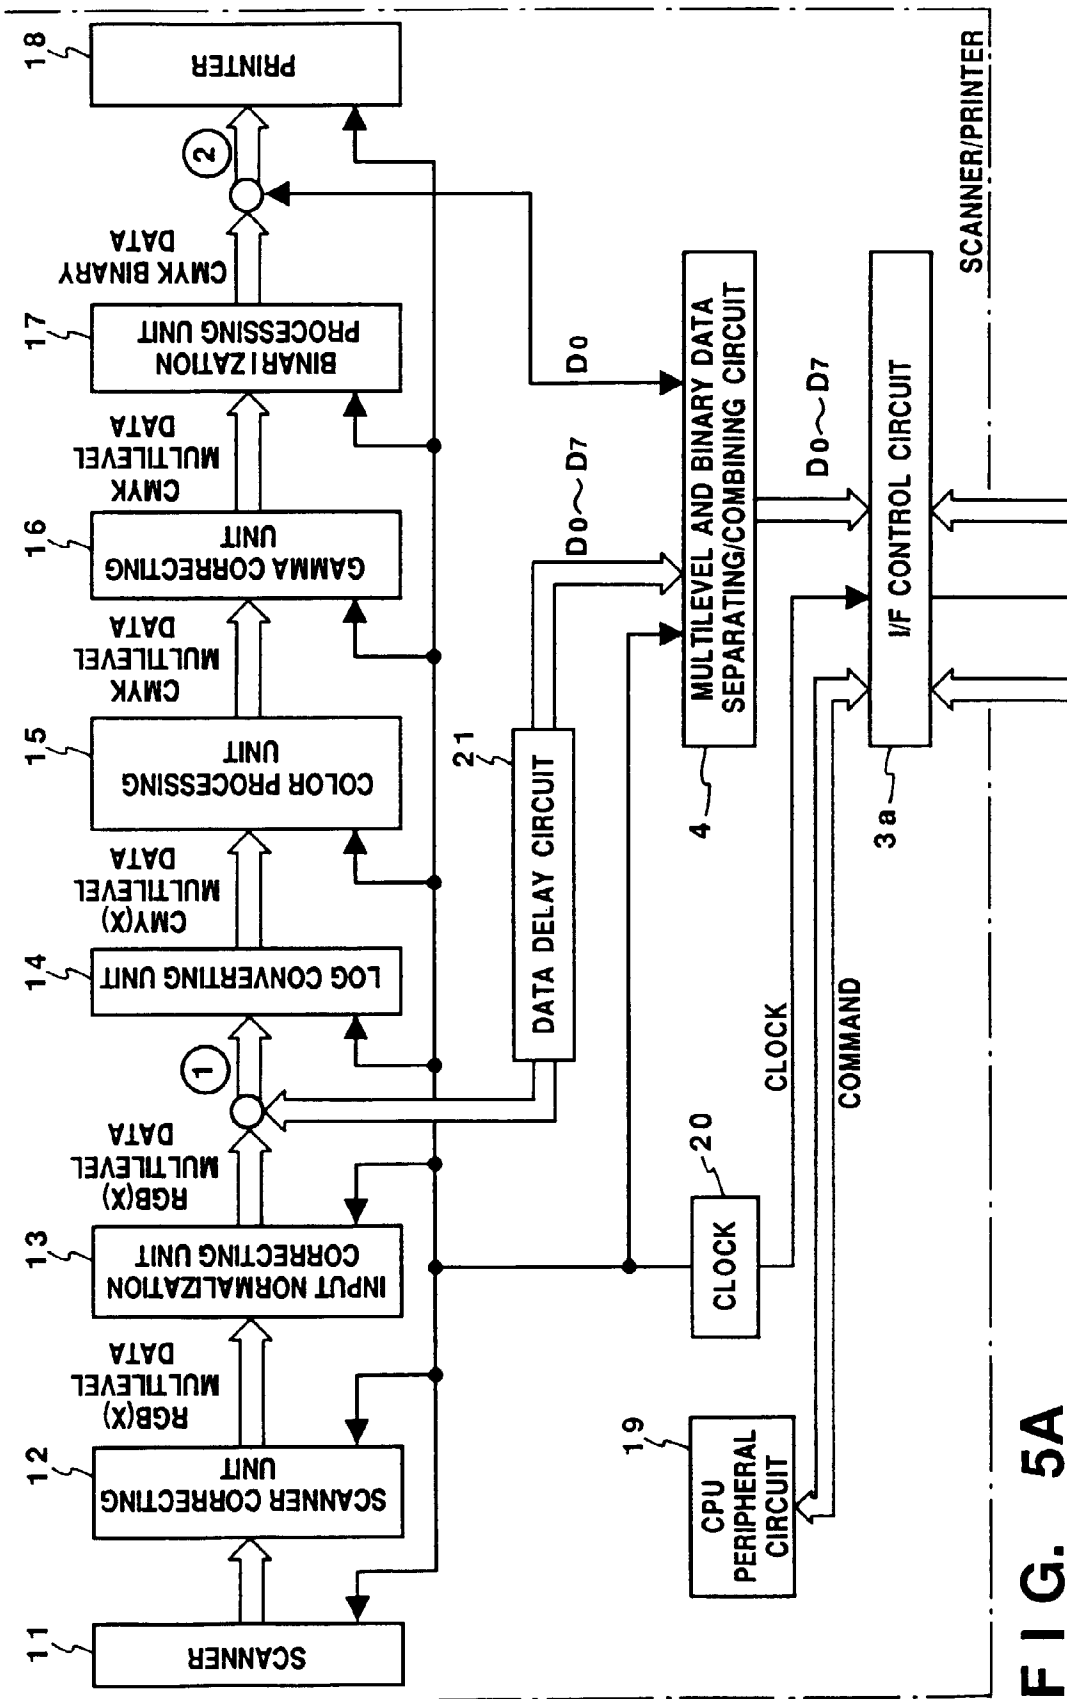 11
SCANNER
12
SCANNER CORRECTING
UNIT
RGB(X)
MULTILEVEL
DATA
13
INPUT NORMALIZATION
CORRECTING UNIT
RGB(X)
MULTILEVEL
DATA
1
14
LOG CONVERTING UNIT
CMY(X)
MULTILEVEL
DATA
15
COLOR PROCESSING
UNIT
CMYK
MULTILEVEL
DATA
16
GAMMA CORRECTING
UNIT
CMYK
MULTILEVEL
DATA
17
BINARIZATION
PROCESSING UNIT
CMYK BINARY
DATA
2
18
PRINTER
21
DATA DELAY CIRCUIT
D0~D7
D0
19
CPU
PERIPHERAL
CIRCUIT
20
CLOCK
CLOCK
COMMAND
4
MULTILEVEL AND BINARY DATA
SEPARATING/COMBINING CIRCUIT
D0~D7
3a
I/F CONTROL CIRCUIT
SCANNER/PRINTER
FIG. 5A